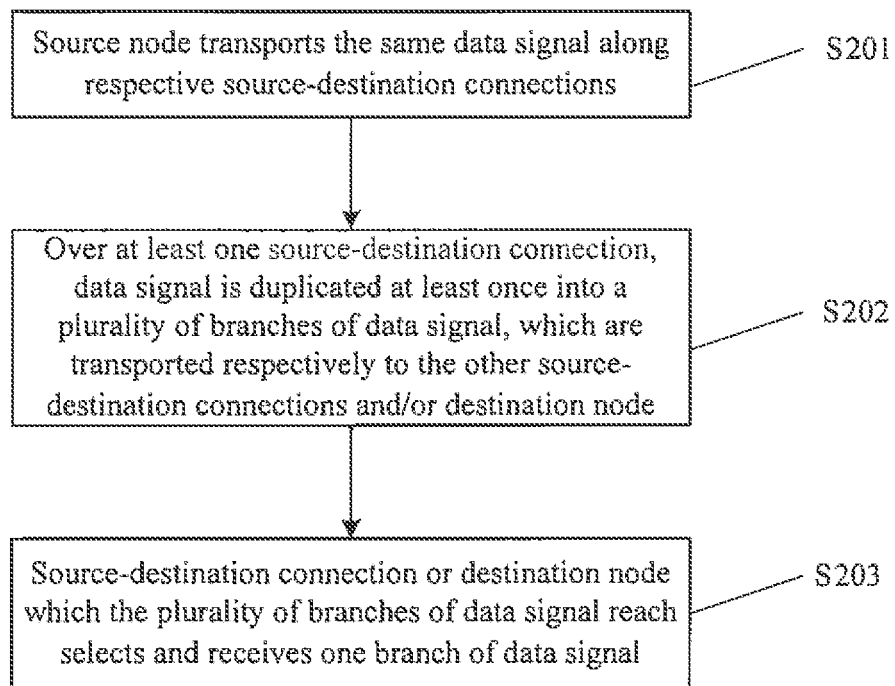 Source node transports the same data signal along
respective source-destination connections
S201
Over at least one source-destination connection,
data signal is duplicated at least once into a
plurality of branches of data signal, which are
transported respectively to the other source-
destination connections and/or destination node
S202
Source-destination connection or destination node
which the plurality of branches of data signal reach
selects and receives one branch of data signal
S203